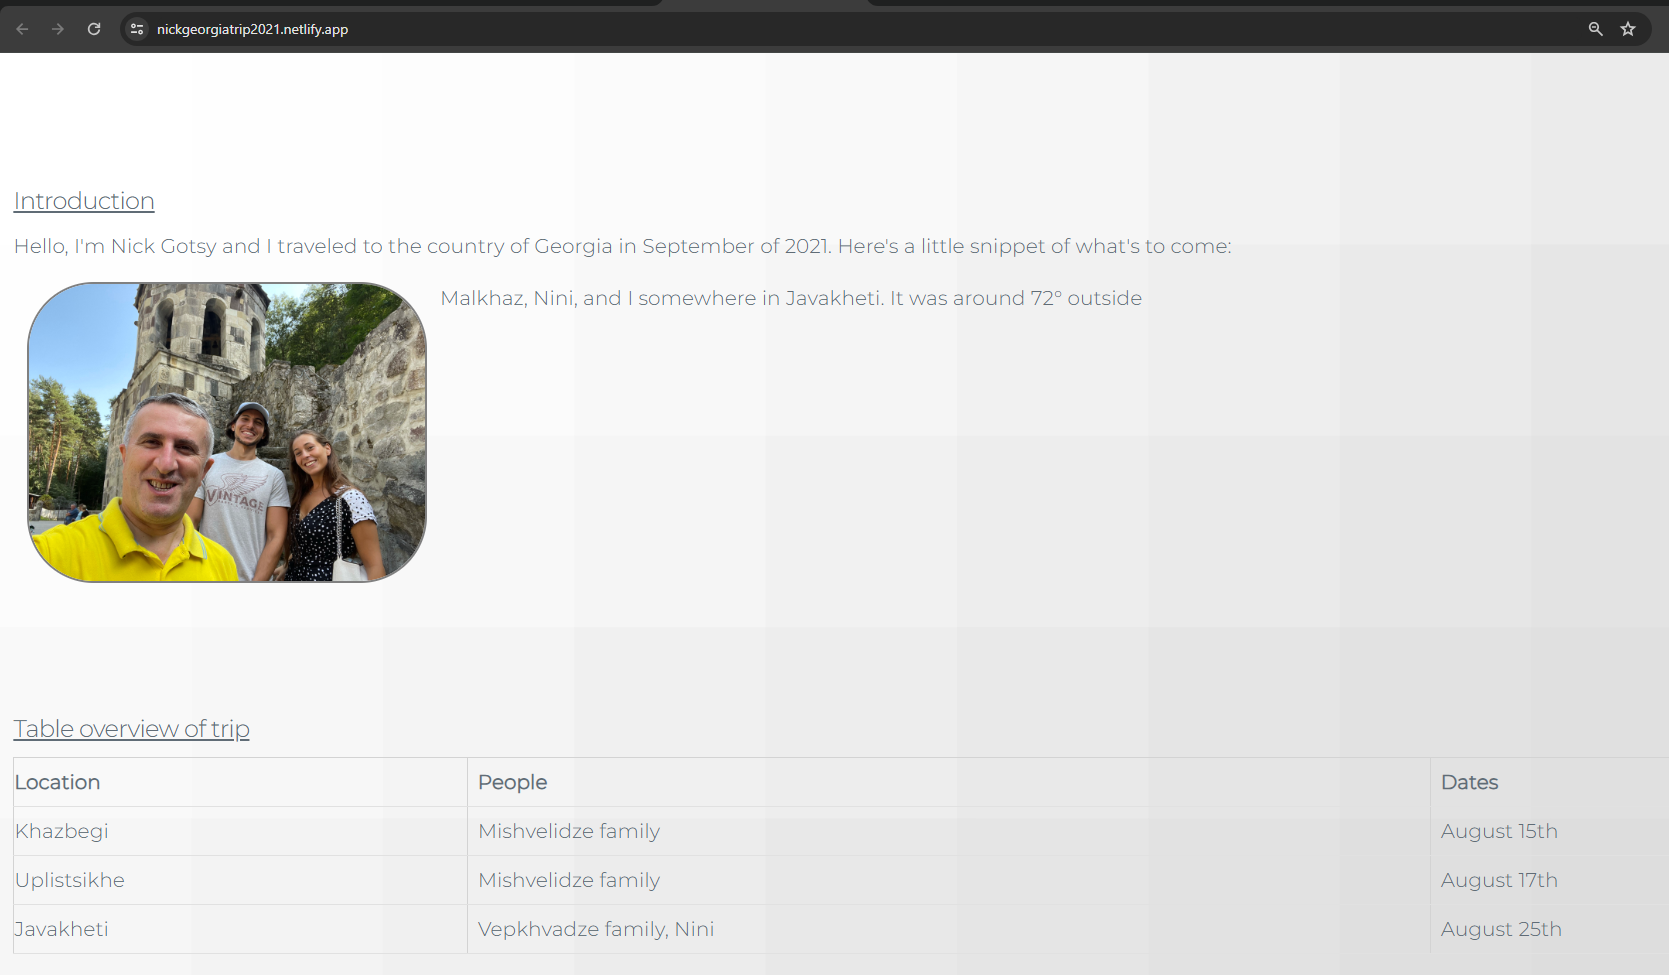 nickgeorgiatrip2021.netlify.app
Introduction
Hello, I'm Nick Gotsy and I traveled to the country of Georgia in September of 2021. Here's a little snippet of what's to come:
Malkhaz, Nini, and I somewhere in Javakheti. It was around 72° outside
VINTAGE
Table overview of trip
Location People Dates
Khazbegi Mishvelidze family August 15th
Uplistsikhe Mishvelidze family August 17th
Javakheti Vepkhvadze family, Nini August 25th